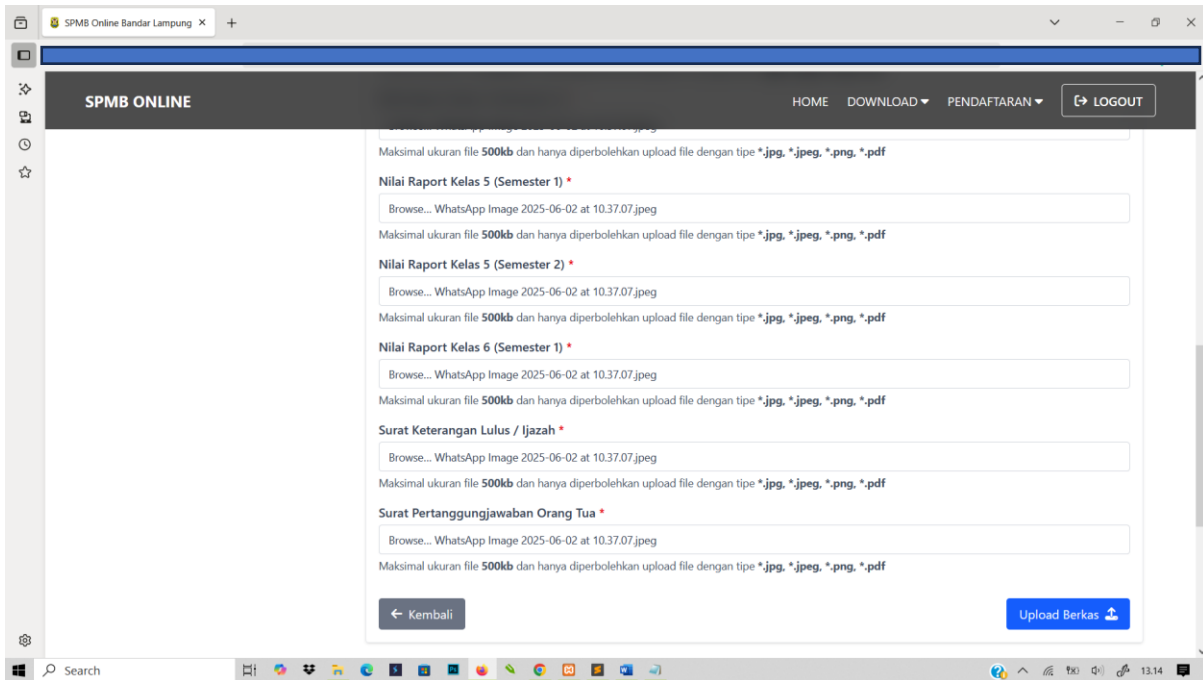 SPMB Online Bandar Lampung
SPMB ONLINE
HOME DOWNLOAD PENDAFTARAN LOGOUT
Maksimal ukuran file 500kb dan hanya diperbolehkan upload file dengan tipe *.jpg, *.jpeg, *.png, *.pdf
Nilai Raport Kelas 5 (Semester 1) *
Browse... WhatsApp Image 2025-06-02 at 10.37.07.jpeg
Maksimal ukuran file 500kb dan hanya diperbolehkan upload file dengan tipe *.jpg, *.jpeg, *.png, *.pdf
Nilai Raport Kelas 5 (Semester 2) *
Browse... WhatsApp Image 2025-06-02 at 10.37.07.jpeg
Maksimal ukuran file 500kb dan hanya diperbolehkan upload file dengan tipe *.jpg, *.jpeg, *.png, *.pdf
Nilai Raport Kelas 6 (Semester 1) *
Browse... WhatsApp Image 2025-06-02 at 10.37.07.jpeg
Maksimal ukuran file 500kb dan hanya diperbolehkan upload file dengan tipe *.jpg, *.jpeg, *.png, *.pdf
Surat Keterangan Lulus / Ijazah *
Browse... WhatsApp Image 2025-06-02 at 10.37.07.jpeg
Maksimal ukuran file 500kb dan hanya diperbolehkan upload file dengan tipe *.jpg, *.jpeg, *.png, *.pdf
Surat Pertanggungjawaban Orang Tua *
Browse... WhatsApp Image 2025-06-02 at 10.37.07.jpeg
Maksimal ukuran file 500kb dan hanya diperbolehkan upload file dengan tipe *.jpg, *.jpeg, *.png, *.pdf
Kembali
Upload Berkas
Search
13.14